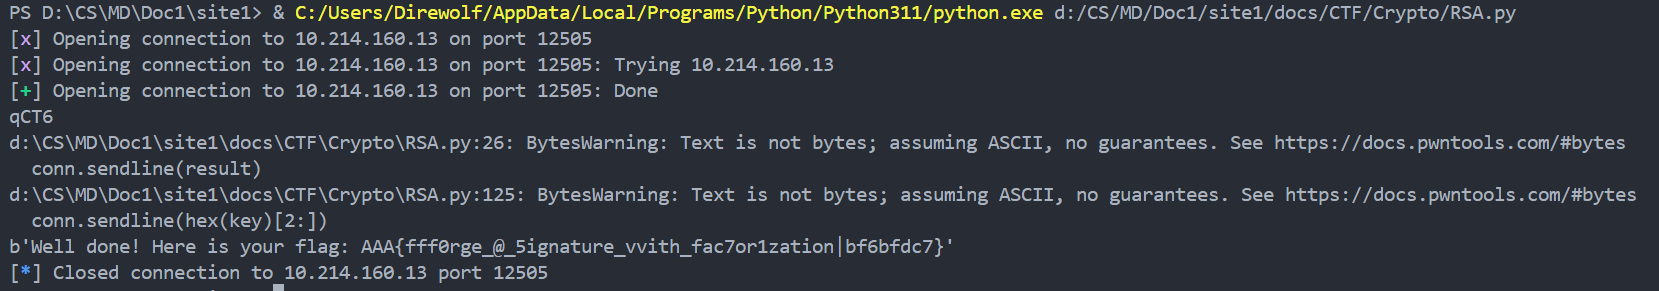 PS D:\CS\MD\Doc1\site1> & C:/Users/Direwolf/AppData/Local/Programs/Python/Python311/python.exe d:/CS/MD/Doc1/site1/docs/CTF/Crypto/RSA.py
[x] Opening connection to 10.214.160.13 on port 12505
[x] Opening connection to 10.214.160.13 on port 12505: Trying 10.214.160.13
[+] Opening connection to 10.214.160.13 on port 12505: Done
qCT6
d:\CS\MD\Doc1\site1\docs\CTF\Crypto\RSA.py:26: BytesWarning: Text is not bytes; assuming ASCII, no guarantees. See https://docs.pwntools.com/#bytes
  conn.sendline(result)
d:\CS\MD\Doc1\site1\docs\CTF\Crypto\RSA.py:125: BytesWarning: Text is not bytes; assuming ASCII, no guarantees. See https://docs.pwntools.com/#bytes
  conn.sendline(hex(key)[2:])
b'Well done! Here is your flag: AAA{fff0rge_@_5ignature_vvith_fac7or1zation|bf6bfdc7}'
[*] Closed connection to 10.214.160.13 port 12505